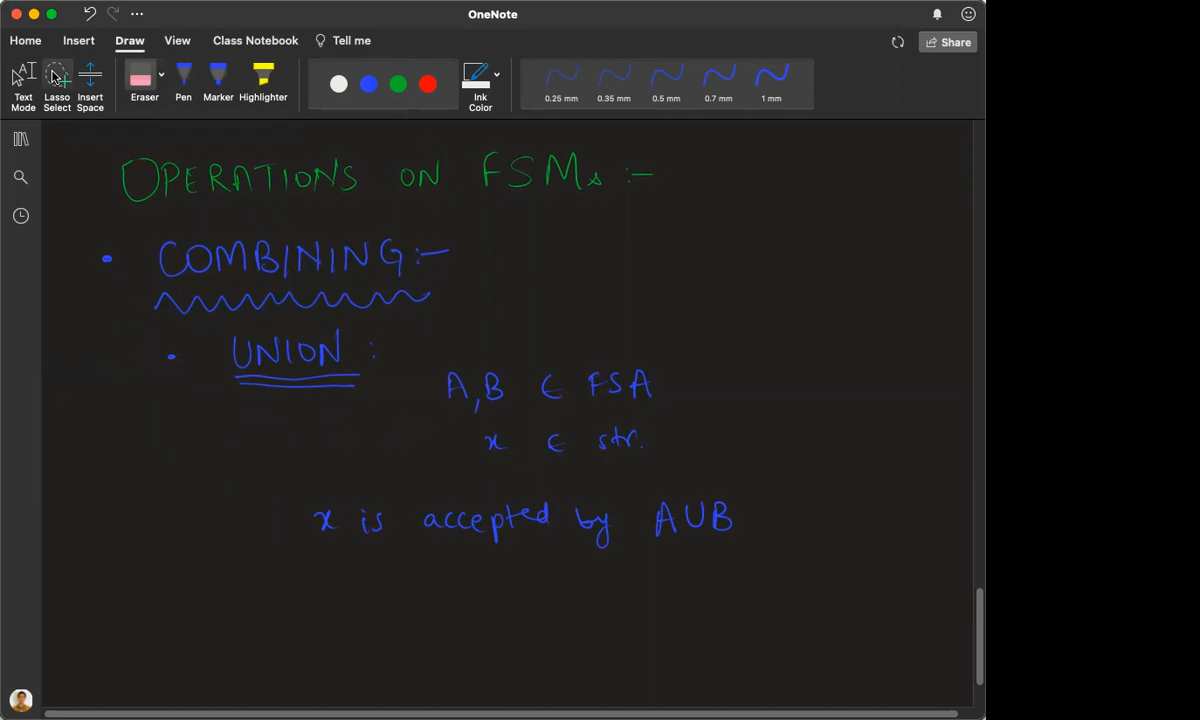 OneNote
Home Insert Draw View Class Notebook Tell me Share
Text Mode Lasso Select Insert Space Eraser Pen Marker Highlighter Ink Color 0.25 mm 0.35 mm 0.5 mm 0.7 mm 1 mm
OPERATIONS ON FSMs :-
• COMBINING :-
• UNION :
A, B ∈ FSA
x ∈ str.
x is accepted by A∪B